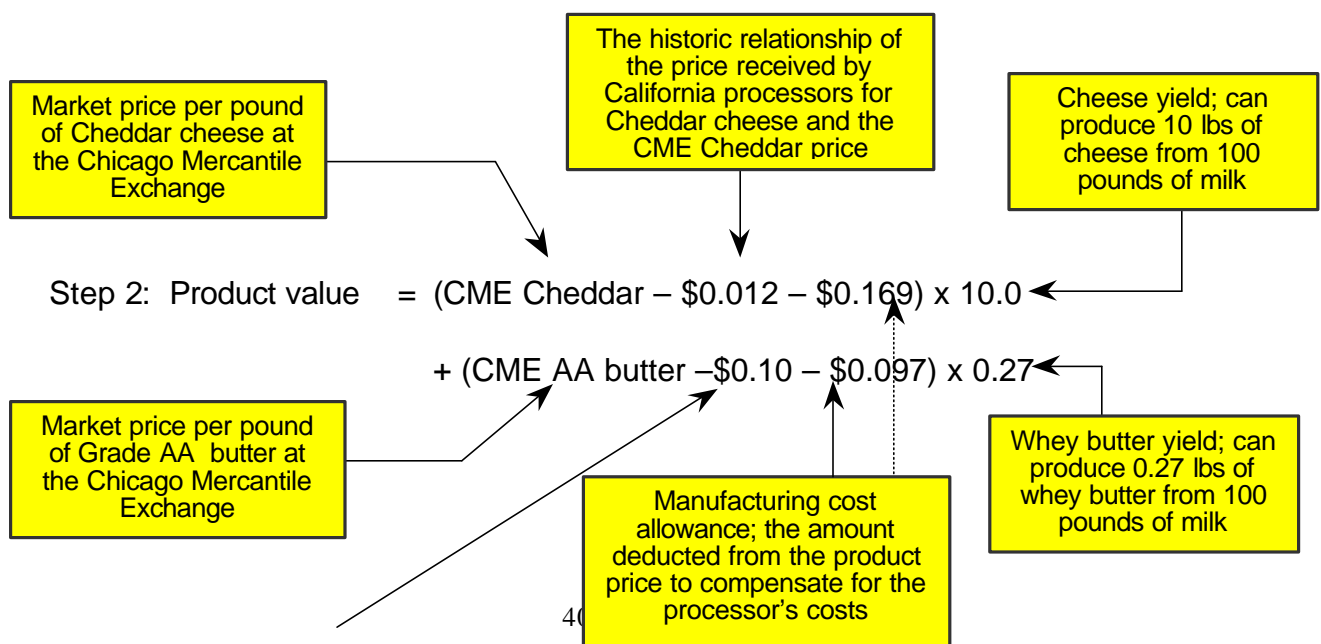 The historic relationship of
the price received by
California processors for
Cheddar cheese and the
CME Cheddar price
Market price per pound
of Cheddar cheese at
the Chicago Mercantile
Exchange
Cheese yield; can
produce 10 lbs of
cheese from 100
pounds of milk
Step 2: Product value = (CME Cheddar – $0.012 – $0.169) x 10.0
+ (CME AA butter –$0.10 – $0.097) x 0.27
Market price per pound
of Grade AA butter at
the Chicago Mercantile
Exchange
Whey butter yield; can
produce 0.27 lbs of
whey butter from 100
pounds of milk
Manufacturing cost
allowance; the amount
deducted from the product
price to compensate for the
processor's costs